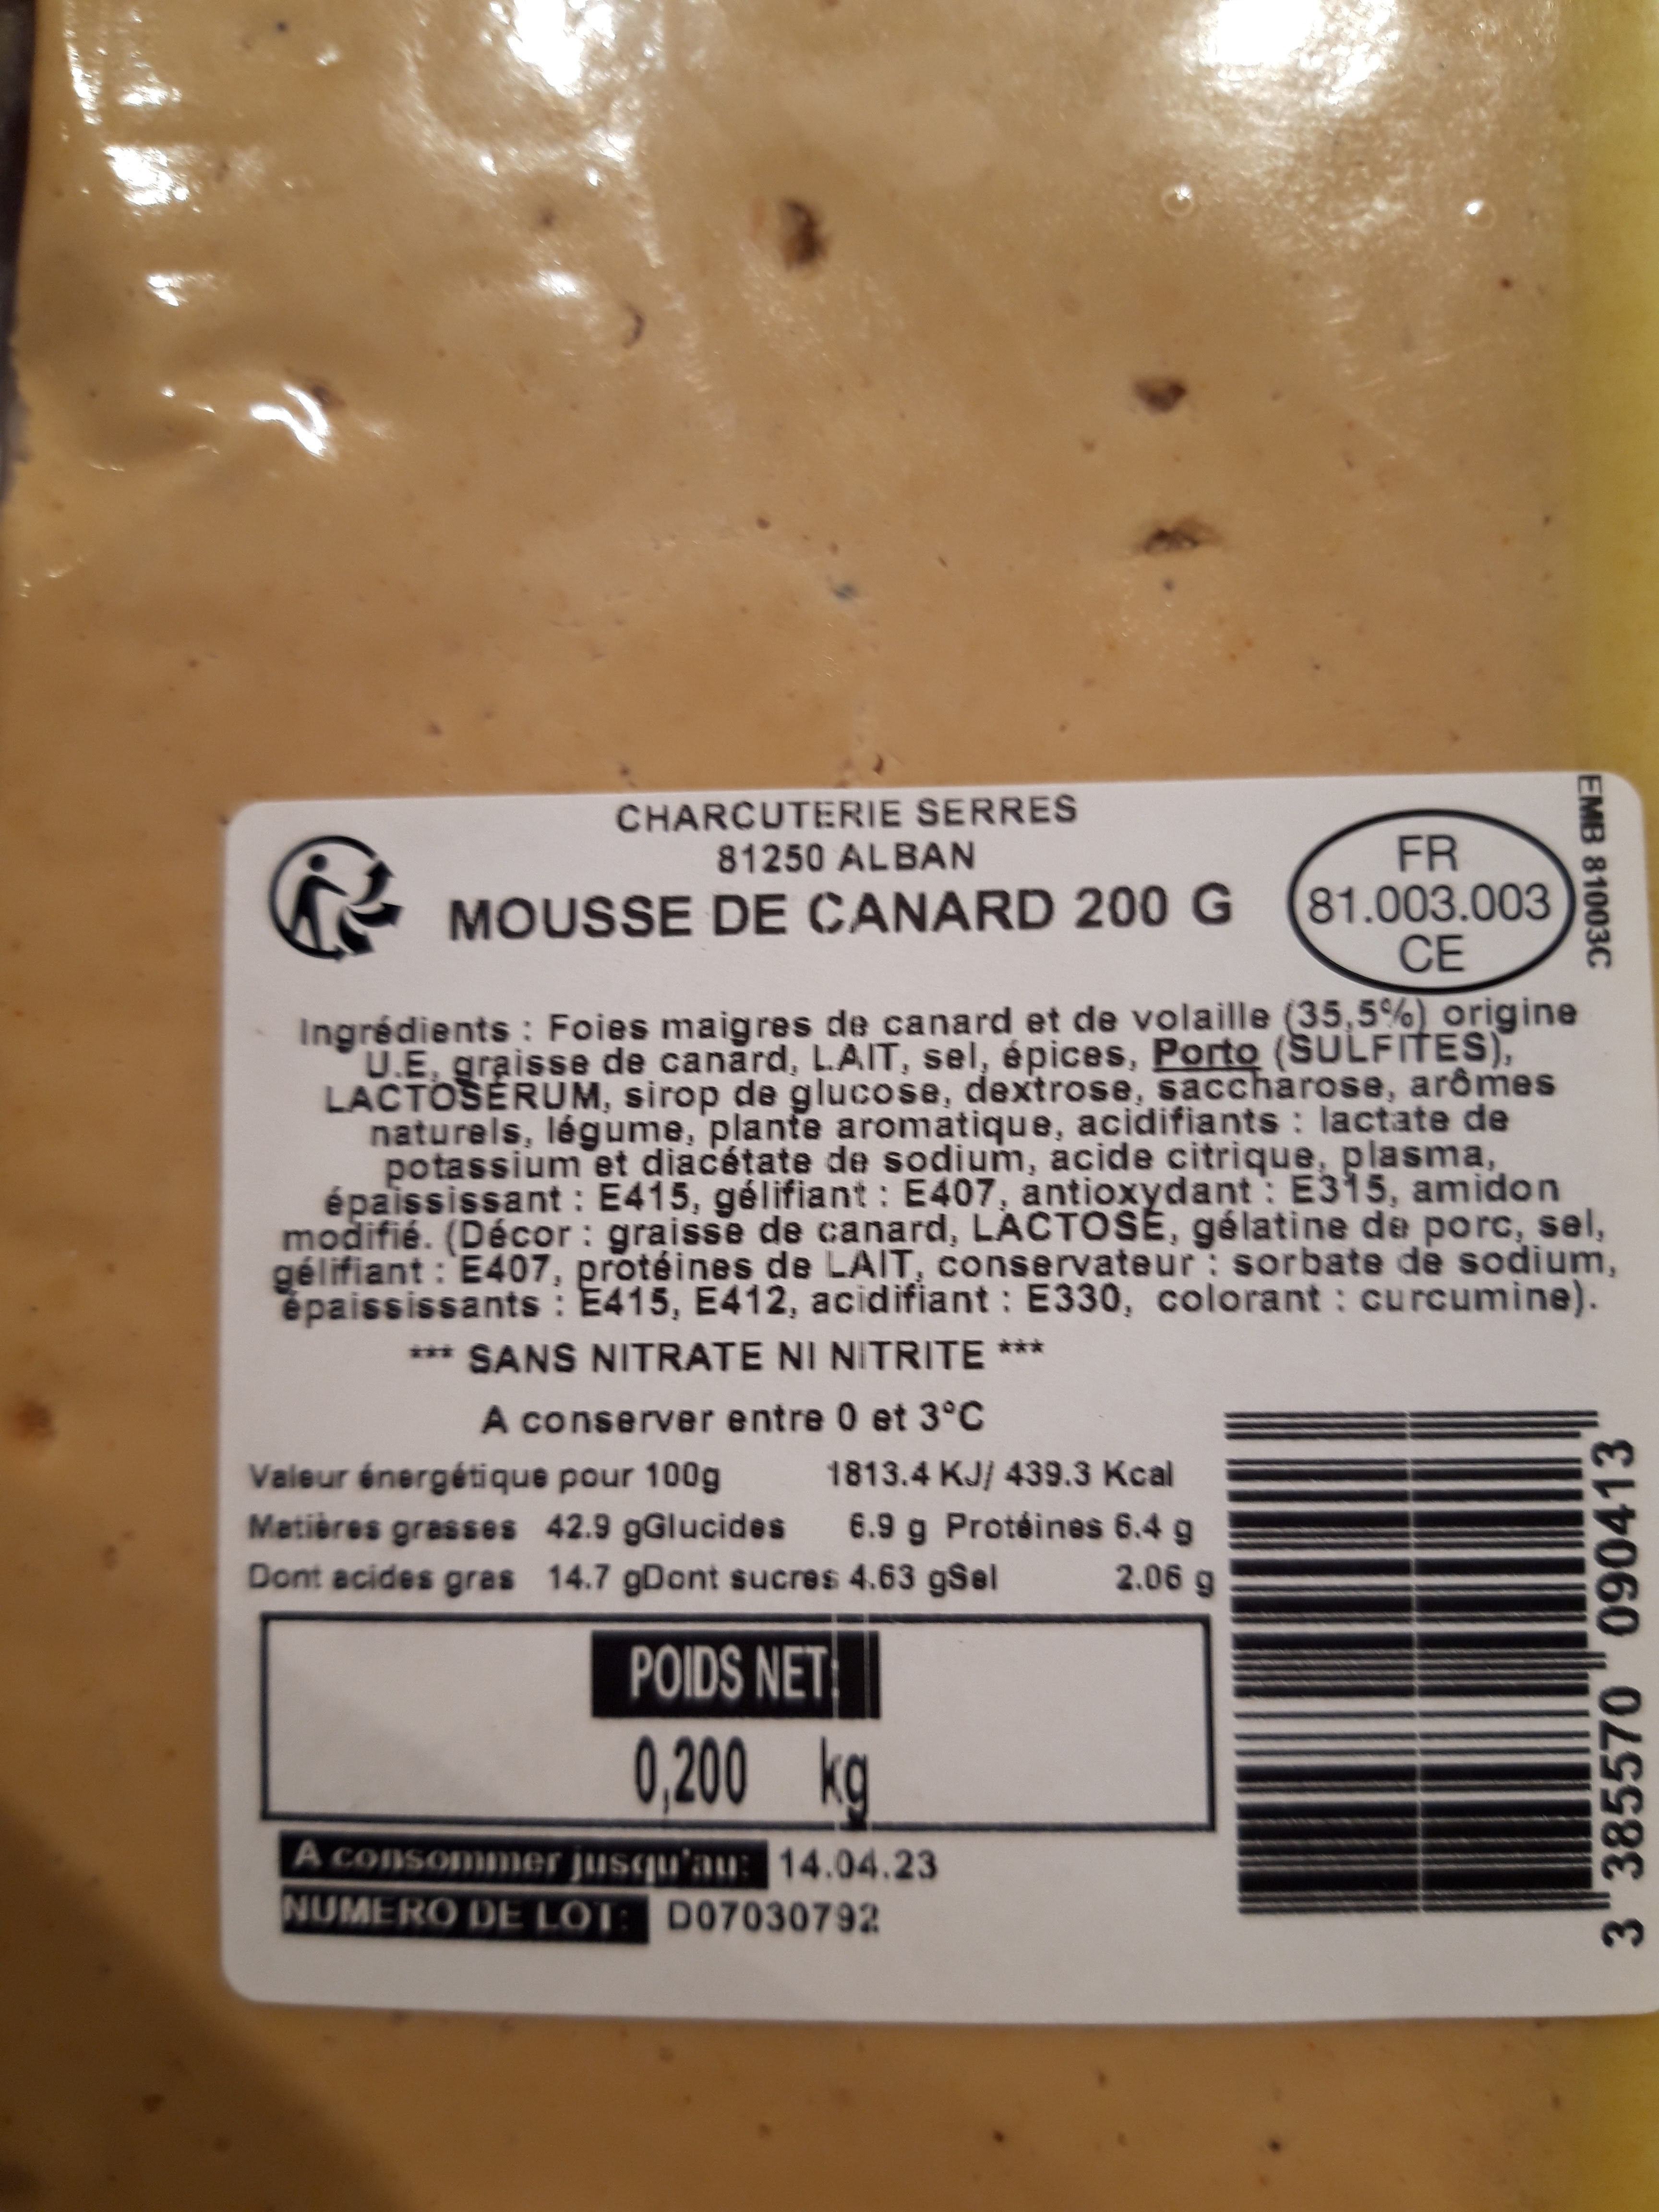 CHARCUTERIE SERRES
81250 ALBAN
MOUSSE DE CANARD 200 G
FR
81.003.003
CE
EMB 81003C
Ingrédients : Foies maigres de canard et de volaille (35,5%) origine
U.E, graisse de canard, LAIT, sel, épices, Porto (SULFITES),
LACTOSÉRUM, sirop de glucose, dextrose, saccharose, arômes
naturels, légume, plante aromatique, acidifiants : lactate de
potassium et diacétate de sodium, acide citrique, plasma,
épaississant : E415, gélifiant : E407, antioxydant : E315, amidon
modifié. (Décor : graisse de canard, LACTOSE, gélatine de porc, sel,
gélifiant : E407, protéines de LAIT, conservateur : sorbate de sodium,
épaississants : E415, E412, acidifiant : E330, colorant : curcumine).
*** SANS NITRATE NI NITRITE ***
A conserver entre 0 et 3°C
Valeur énergétique pour 100g 1813.4 KJ/ 439.3 Kcal
Matières grasses 42.9 gGlucides 6.9 g Protéines 6.4 g
Dont acides gras 14.7 gDont sucres 4.63 gSel 2.06 g
POIDS NET:
0,200 kg
A consommer jusqu'au: 14.04.23
NUMERO DE LOT: D07030792
3 385570 090413